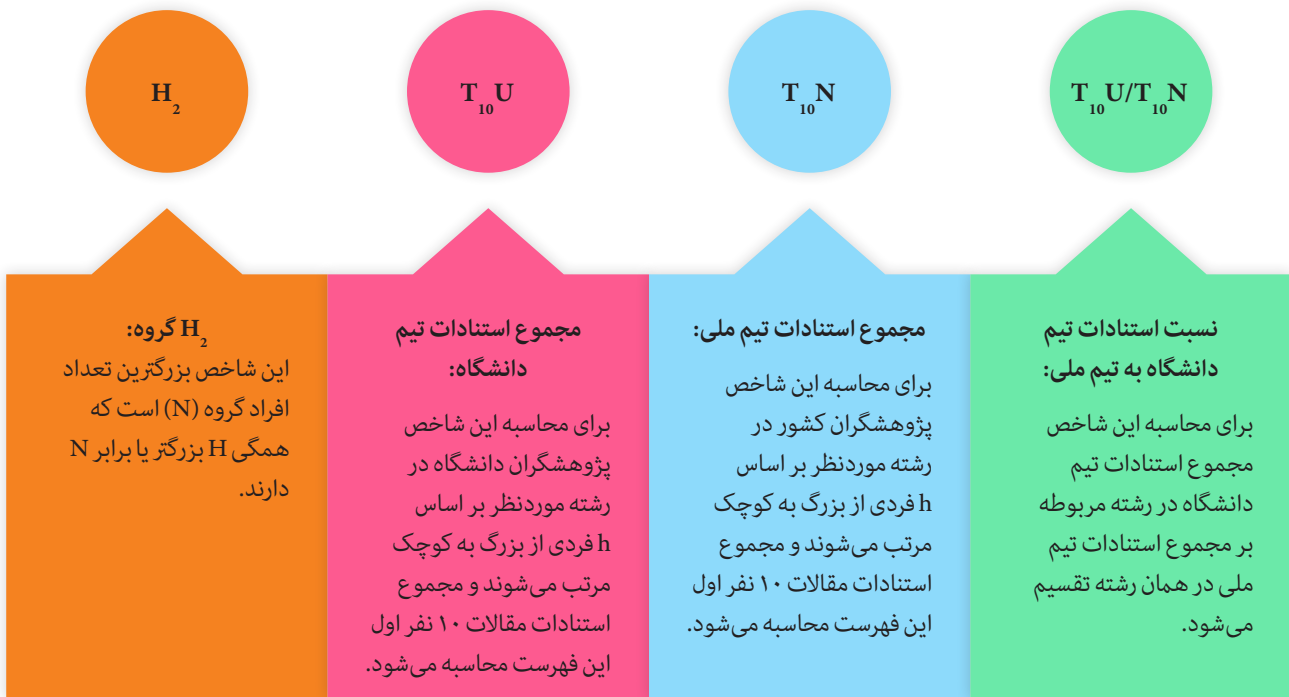 T₁₀U/T₁₀N
نسبت استنادات تیم
دانشگاه به تیم ملی:
برای محاسبه این شاخص
مجموع استنادات تیم
دانشگاه در رشته مربوطه
بر مجموع استنادات تیم
ملی در همان رشته تقسیم
می‌شود.
T₁₀N
مجموع استنادات تیم ملی:
برای محاسبه این شاخص
پژوهشگران کشور در
رشته موردنظر بر اساس
h فردی از بزرگ به کوچک
مرتب می‌شوند و مجموع
استنادات مقالات ۱۰ نفر اول
این فهرست محاسبه می‌شود.
T₁₀U
مجموع استنادات تیم
دانشگاه:
برای محاسبه این شاخص
پژوهشگران دانشگاه در
رشته موردنظر بر اساس
h فردی از بزرگ به کوچک
مرتب می‌شوند و مجموع
استنادات مقالات ۱۰ نفر اول
این فهرست محاسبه می‌شود.
H₂
H₂ گروه:
این شاخص بزرگترین تعداد
افراد گروه (N) است که
همگی H بزرگتر یا برابر N
دارند.